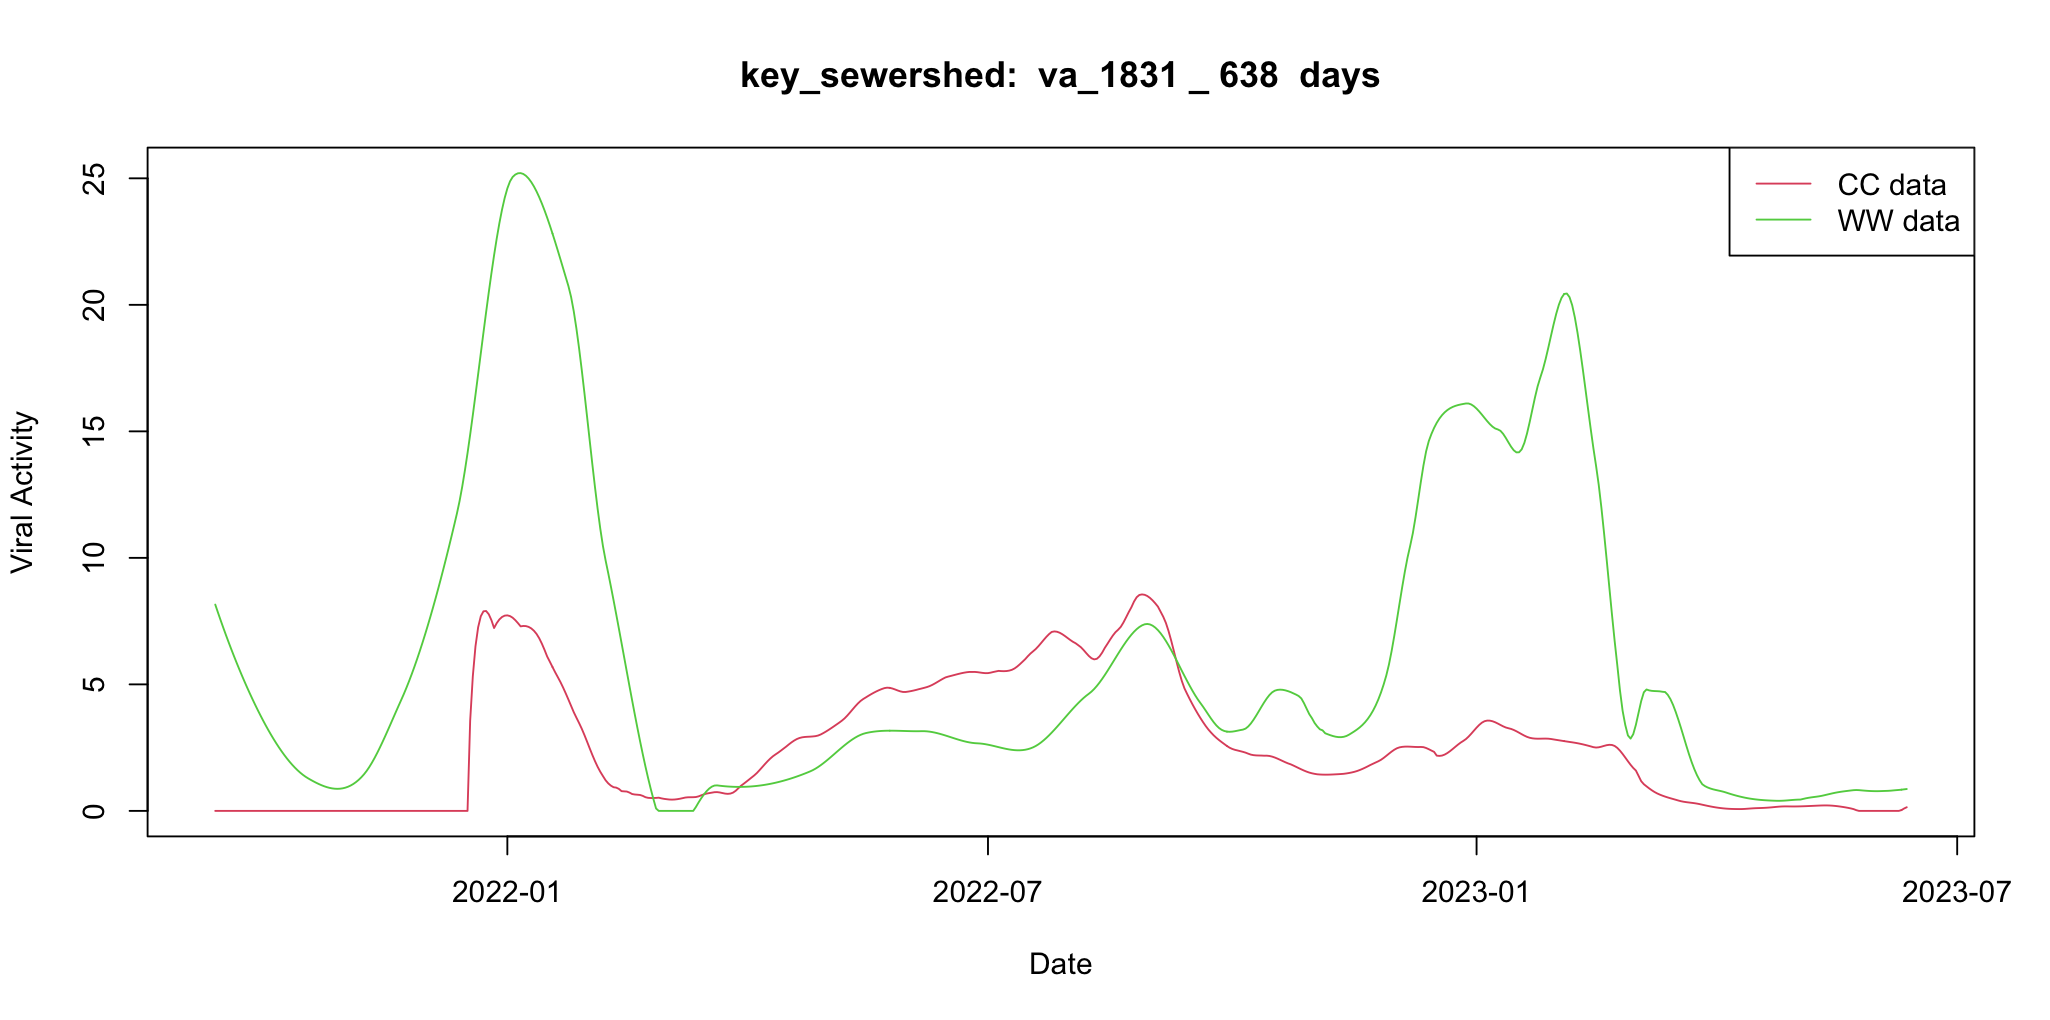 key_sewershed:  va_1831 _ 638  days
CC data
WW data
Viral Activity
25
20
15
10
5
0
2022-01
2022-07
2023-01
2023-07
Date